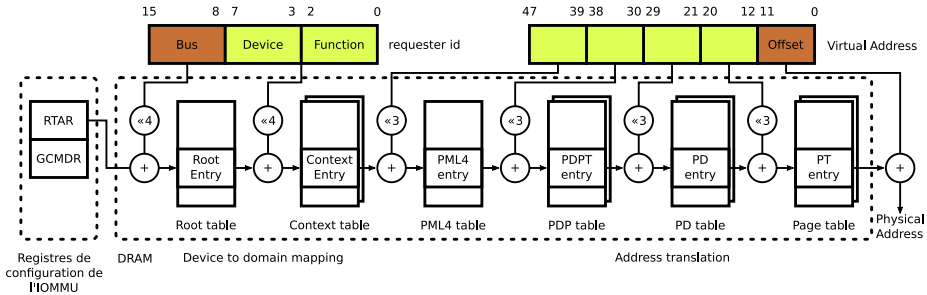 15 8 7 3 2 0 47 39 38 30 29 21 20 12 11 0
Bus Device Function requester id Offset Virtual Address
«4 «4 «3 «3 «3 «3
RTAR
GCMDR
+ + + + + + +
Root
Entry
Context
Entry
PML4
entry
PDPT
entry
PD
entry
PT
entry
Root table Context table PML4 table PDP table PD table Page table
Physical
Address
Registres de
configuration de
l'IOMMU
DRAM Device to domain mapping Address translation